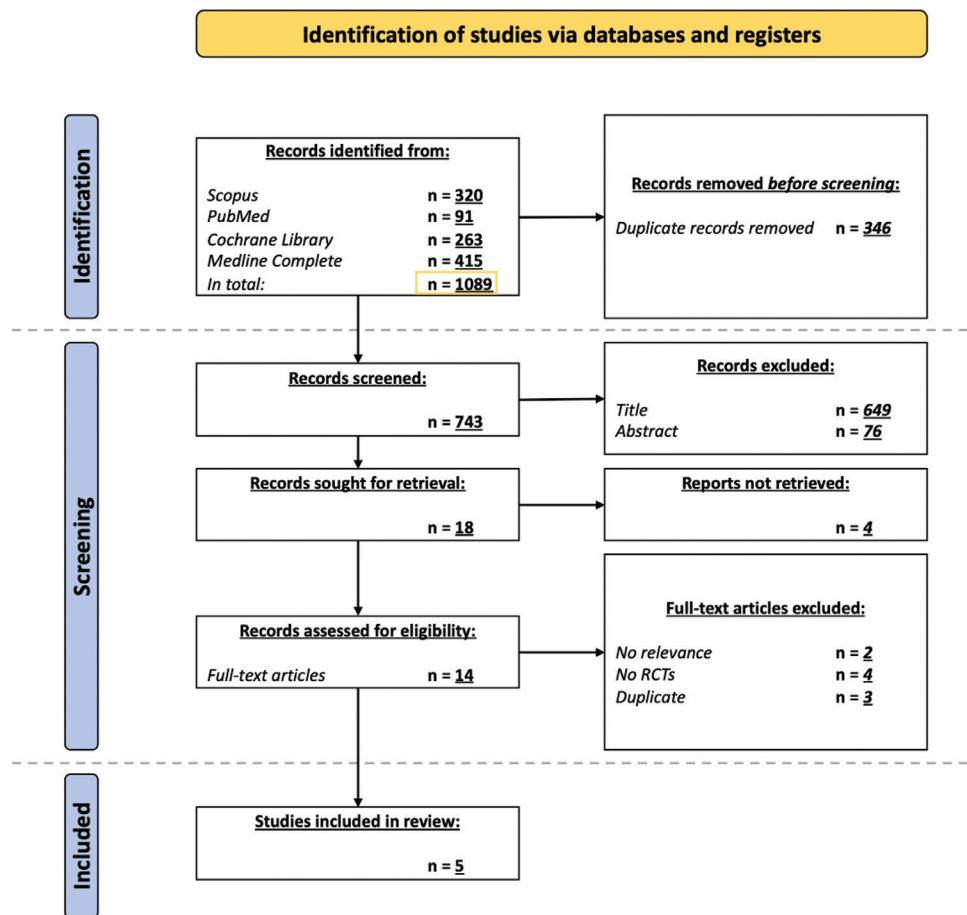 Identification of studies via databases and registers
Identification
Records identified from:
Scopus n = 320
PubMed n = 91
Cochrane Library n = 263
Medline Complete n = 415
In total: n = 1089
Records removed before screening:
Duplicate records removed n = 346
Screening
Records screened:
n = 743
Records excluded:
Title n = 649
Abstract n = 76
Records sought for retrieval:
n = 18
Reports not retrieved:
n = 4
Records assessed for eligibility:
Full-text articles n = 14
Full-text articles excluded:
No relevance n = 2
No RCTs n = 4
Duplicate n = 3
Included
Studies included in review:
n = 5